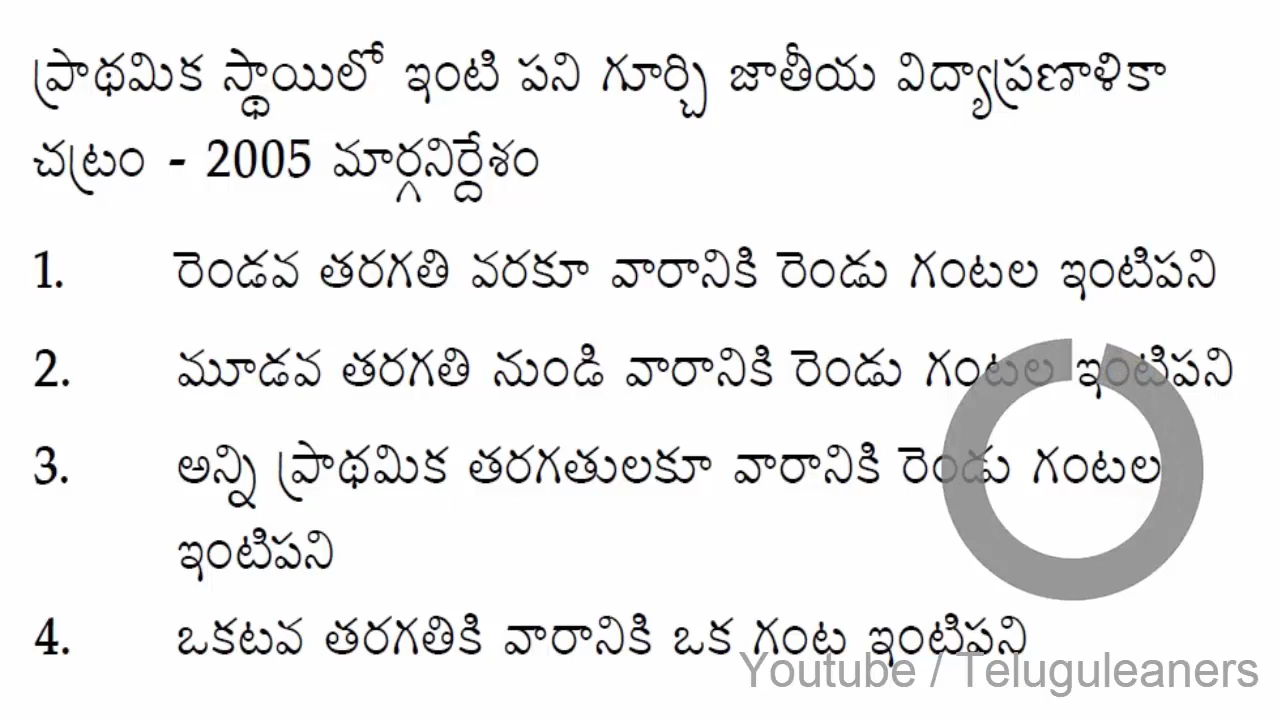 ప్రాథమిక స్థాయిలో ఇంటి పని గూర్చి జాతీయ విద్యాప్రణాళికా
చట్రం - 2005 మార్గనిర్దేశం
1. రెండవ తరగతి వరకూ వారానికి రెండు గంటల ఇంటిపని
2. మూడవ తరగతి నుండి వారానికి రెండు గంటల ఇంటిపని
3. అన్ని ప్రాథమిక తరగతులకూ వారానికి రెండు గంటల
ఇంటిపని
4. ఒకటవ తరగతికి వారానికి ఒక గంట ఇంటిపని
Youtube / Teluguleaners